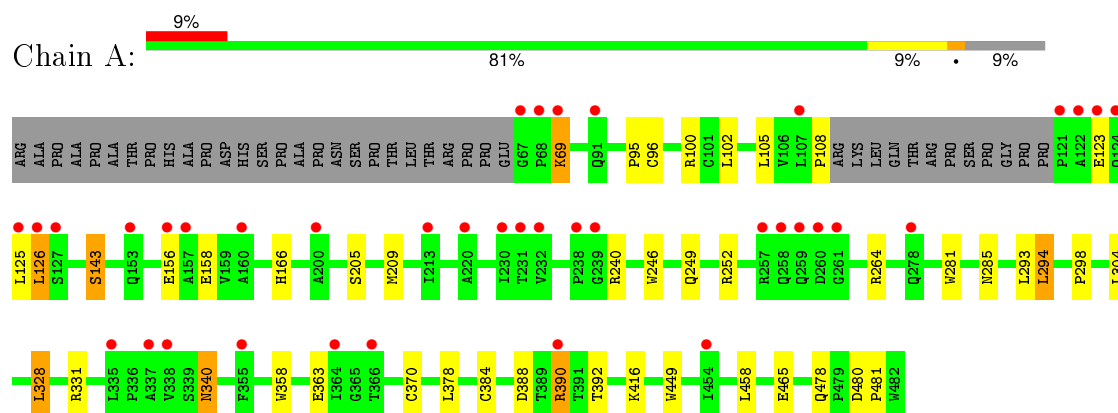 Chain A:
9%
81%
9%
•
9%
ARG ALA PRO ALA PRO ALA THR PRO HIS ALA PRO ASP HIS SER PRO ALA PRO ASN SER PRO THR LEU THR ARG PRO PRO GLU G67 P68 K69 Q91 P95 C96 R100 C101 L102 L105 V106 L107 P108 ARG LYS LEU GLN THR ARG PRO SER PRO GLY PRO PRO P121 A122 E123 Q124
L125 L126 S127 S143 Q153 E156 A157 E158 V159 A160 H166 A200 S205 M209 I213 A220 I230 T231 V232 P238 G239 R240 W246 Q249 R252 R257 Q258 Q259 D260 G261 R264 Q278 W281 N285 L293 L294 P298 L304
L328 R331 L335 P336 A337 V338 S339 N340 F355 W358 E363 I364 G365 T366 C370 L378 C384 D388 T389 R390 T391 T392 K416 W449 I454 L458 E465 Q478 P479 D480 P481 W482